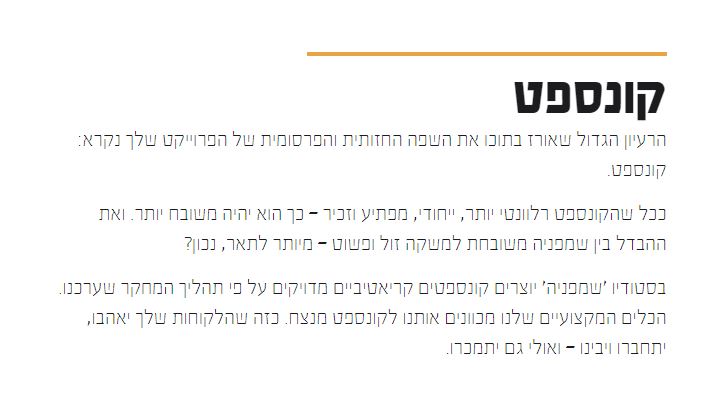 קונספט
הרעיון הגדול שאורז בתוכו את השפה החזותית והפרסומית של הפרוייקט שלך נקרא:
קונספט.
ככל שהקונספט רלוונטי יותר, ייחודי, מפתיע וזכיר – כך הוא יהיה משובח יותר. ואת
ההבדל בין שמפניה משובחת למשקה זול ופשוט – מיותר לתאר, נכון?
בסטודיו 'שמפניה' יוצרים קונספטים קריאטיביים מדויקים על פי תהליך המחקר שערכנו.
הכלים המקצועיים שלנו מכוונים אותנו לקונספט מנצח. כזה שהלקוחות שלך יאהבו,
יתחברו ויבינו – ואולי גם יתמכרו.